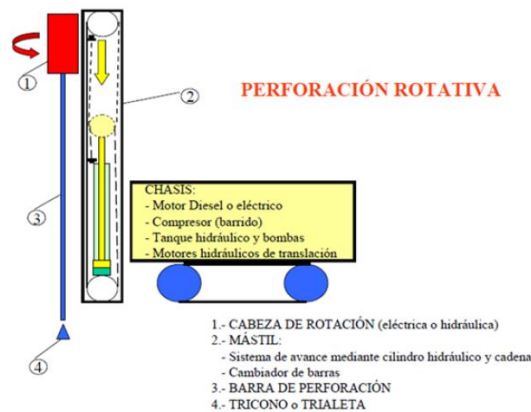 1
2
PERFORACIÓN ROTATIVA
3
CHASIS:
- Motor Diesel o eléctrico
- Compresor (barrido)
- Tanque hidráulico y bombas
- Motores hidráulicos de translación
4
1.- CABEZA DE ROTACIÓN (eléctrica o hidráulica)
2.- MÁSTIL:
- Sistema de avance mediante cilindro hidráulico y cadena
- Cambiador de barras
3.- BARRA DE PERFORACIÓN
4.- TRICONO o TRIALETA